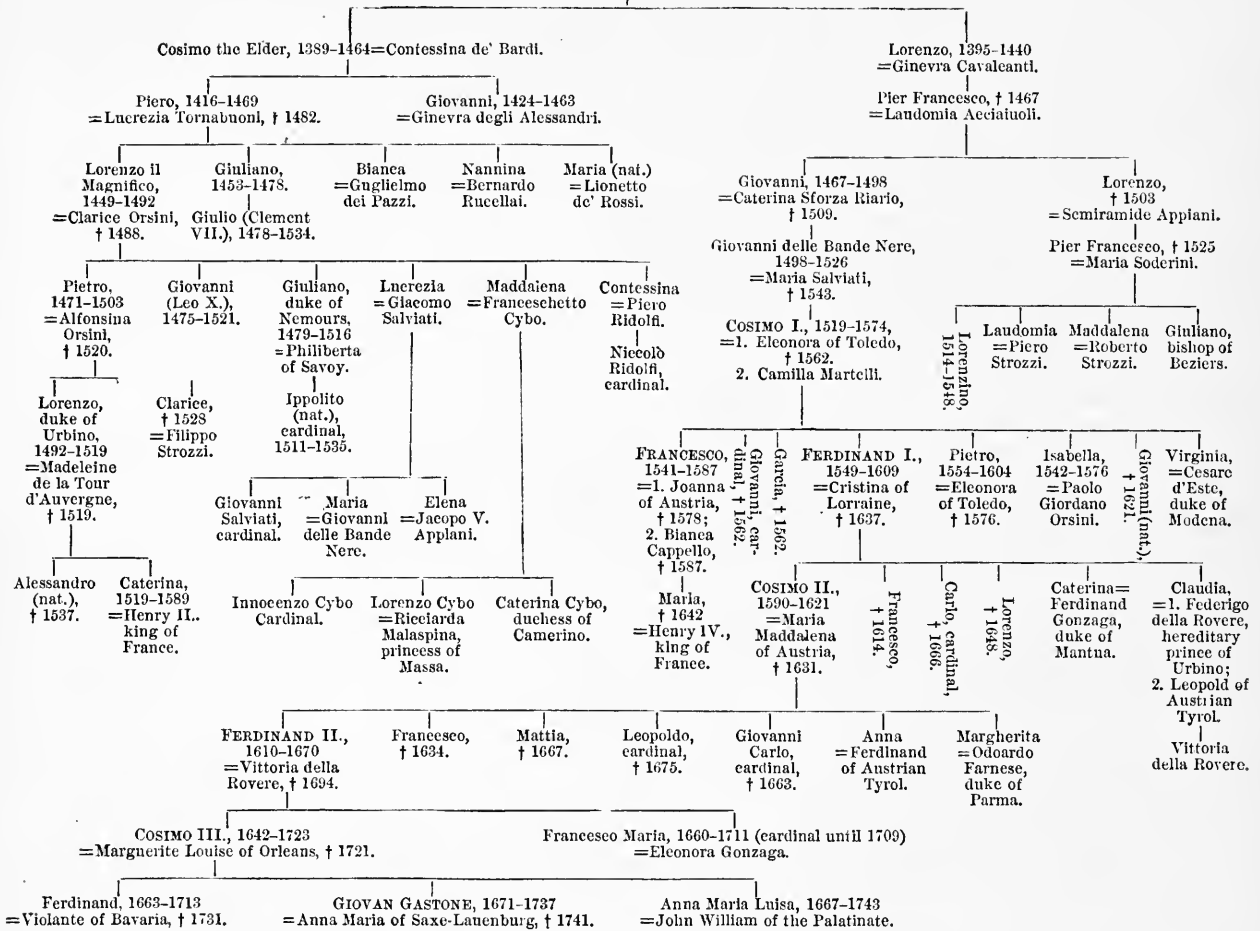 Cosimo the Elder, 1389-1464=Contessina de' Bardi.
Lorenzo, 1395-1440
=Ginevra Cavalcanti.
Piero, 1416-1469
=Lucrezia Tornabuoni, † 1482.
Giovanni, 1424-1463
=Ginevra degli Alessandri.
Pier Francesco, † 1467
=Laudomia Acciaiuoli.
Lorenzo il
Magnifico,
1449-1492
=Clarice Orsini,
† 1488.
Giuliano,
1453-1478.
Giulio (Clement
VII.), 1478-1534.
Bianca
=Guglielmo
dei Pazzi.
Nannina
=Bernardo
Rucellai.
Maria (nat.)
=Lionetto
de' Rossi.
Giovanni, 1467-1498
=Caterina Sforza Riario,
† 1509.
Lorenzo,
† 1503
=Semiramide Appiani.
Giovanni delle Bande Nere,
1498-1526
=Maria Salviati,
† 1543.
Pier Francesco, † 1525
=Maria Soderini.
Pietro,
1471-1503
=Alfonsina
Orsini,
† 1520.
Giovanni
(Leo X.),
1475-1521.
Giuliano,
duke of
Nemours,
1479-1516
=Philiberta
of Savoy.
Lucrezia
=Giacomo
Salviati.
Maddalena
=Franceschetto
Cybo.
Contessina
=Piero
Ridolfi.
Niccolò
Ridolfi,
cardinal.
COSIMO I., 1519-1574,
=1. Eleonora of Toledo,
† 1562.
2. Camilla Martelli.
Lorenzino,
1514-1548.
Laudomia
=Piero
Strozzi.
Maddalena
=Roberto
Strozzi.
Giuliano,
bishop of
Beziers.
Lorenzo,
duke of
Urbino,
1492-1519
=Madeleine
de la Tour
d'Auvergne,
† 1519.
Clarice,
† 1528
=Filippo
Strozzi.
Ippolito
(nat.),
cardinal,
1511-1535.
Giovanni
Salviati,
cardinal.
Maria
=Giovanni
delle Bande
Nere.
Elena
=Jacopo V.
Appiani.
FRANCESCO,
1541-1587
=1. Joanna
of Austria,
† 1578;
2. Bianca
Cappello,
† 1587.
Giovanni, car-
dinal, † 1562.
Garcia, † 1562.
FERDINAND I.,
1549-1609
=Cristina of
Lorraine,
† 1637.
Pietro,
1554-1604
=Eleonora
of Toledo,
† 1576.
Isabella,
1542-1576
=Paolo
Giordano
Orsini.
Giovanni (nat.),
† 1621.
Virginia,
=Cesare
d'Este,
duke of
Modena.
Alessandro
(nat.),
† 1537.
Caterina,
1519-1589
=Henry II..
king of
France.
Innocenzo Cybo
Cardinal.
Lorenzo Cybo
=Ricciarda
Malaspina,
princess of
Massa.
Caterina Cybo,
duchess of
Camerino.
Maria,
† 1642
=Henry IV.,
king of
France.
COSIMO II.,
1590-1621
=Maria
Maddalena
of Austria,
† 1631.
Francesco,
† 1614.
Carlo, cardinal,
† 1666.
Lorenzo,
† 1648.
Caterina=
Ferdinand
Gonzaga,
duke of
Mantua.
Claudia,
=1. Federigo
della Rovere,
hereditary
prince of
Urbino;
2. Leopold of
Austrian
Tyrol.
Vittoria
della Rovere.
FERDINAND II.,
1610-1670
=Vittoria della
Rovere, † 1694.
Francesco,
† 1634.
Mattia,
† 1667.
Leopoldo,
cardinal,
† 1675.
Giovanni
Carlo,
cardinal,
† 1663.
Anna
=Ferdinand
of Austrian
Tyrol.
Margherita
=Odoardo
Farnese,
duke of
Parma.
COSIMO III., 1642-1723
=Marguerite Louise of Orleans, † 1721.
Francesco Maria, 1660-1711 (cardinal until 1709)
=Eleonora Gonzaga.
Ferdinand, 1663-1713
=Violante of Bavaria, † 1731.
GIOVAN GASTONE, 1671-1737
=Anna Maria of Saxe-Lauenburg, † 1741.
Anna Maria Luisa, 1667-1743
=John William of the Palatinate.